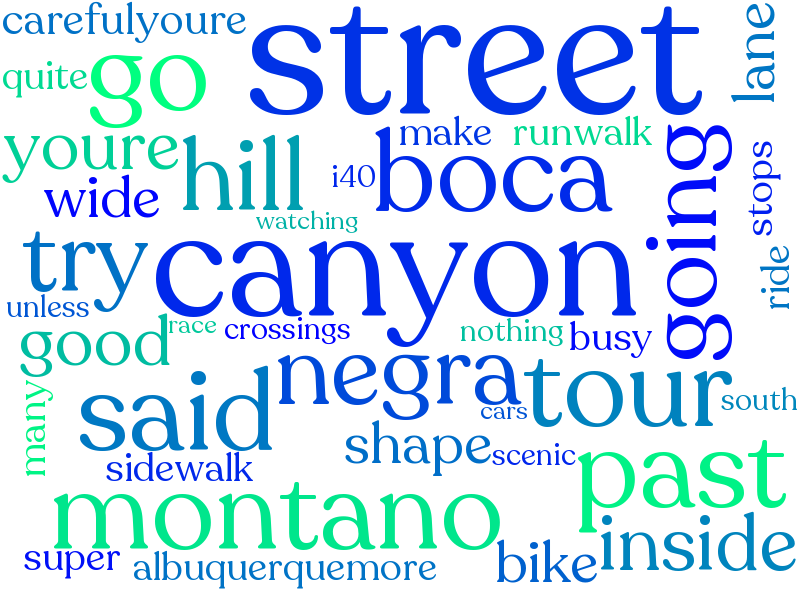 carefulyoure
street
lane
quite
go
youre
hill
make
runwalk
i40
boca
going
stops
wide
watching
try
canyon
ride
unless
good
race
crossings
nothing
busy
negra
cars
tour
south
many
said
shape
scenic
sidewalk
past
montano
inside
super
albuquerquemore
bike